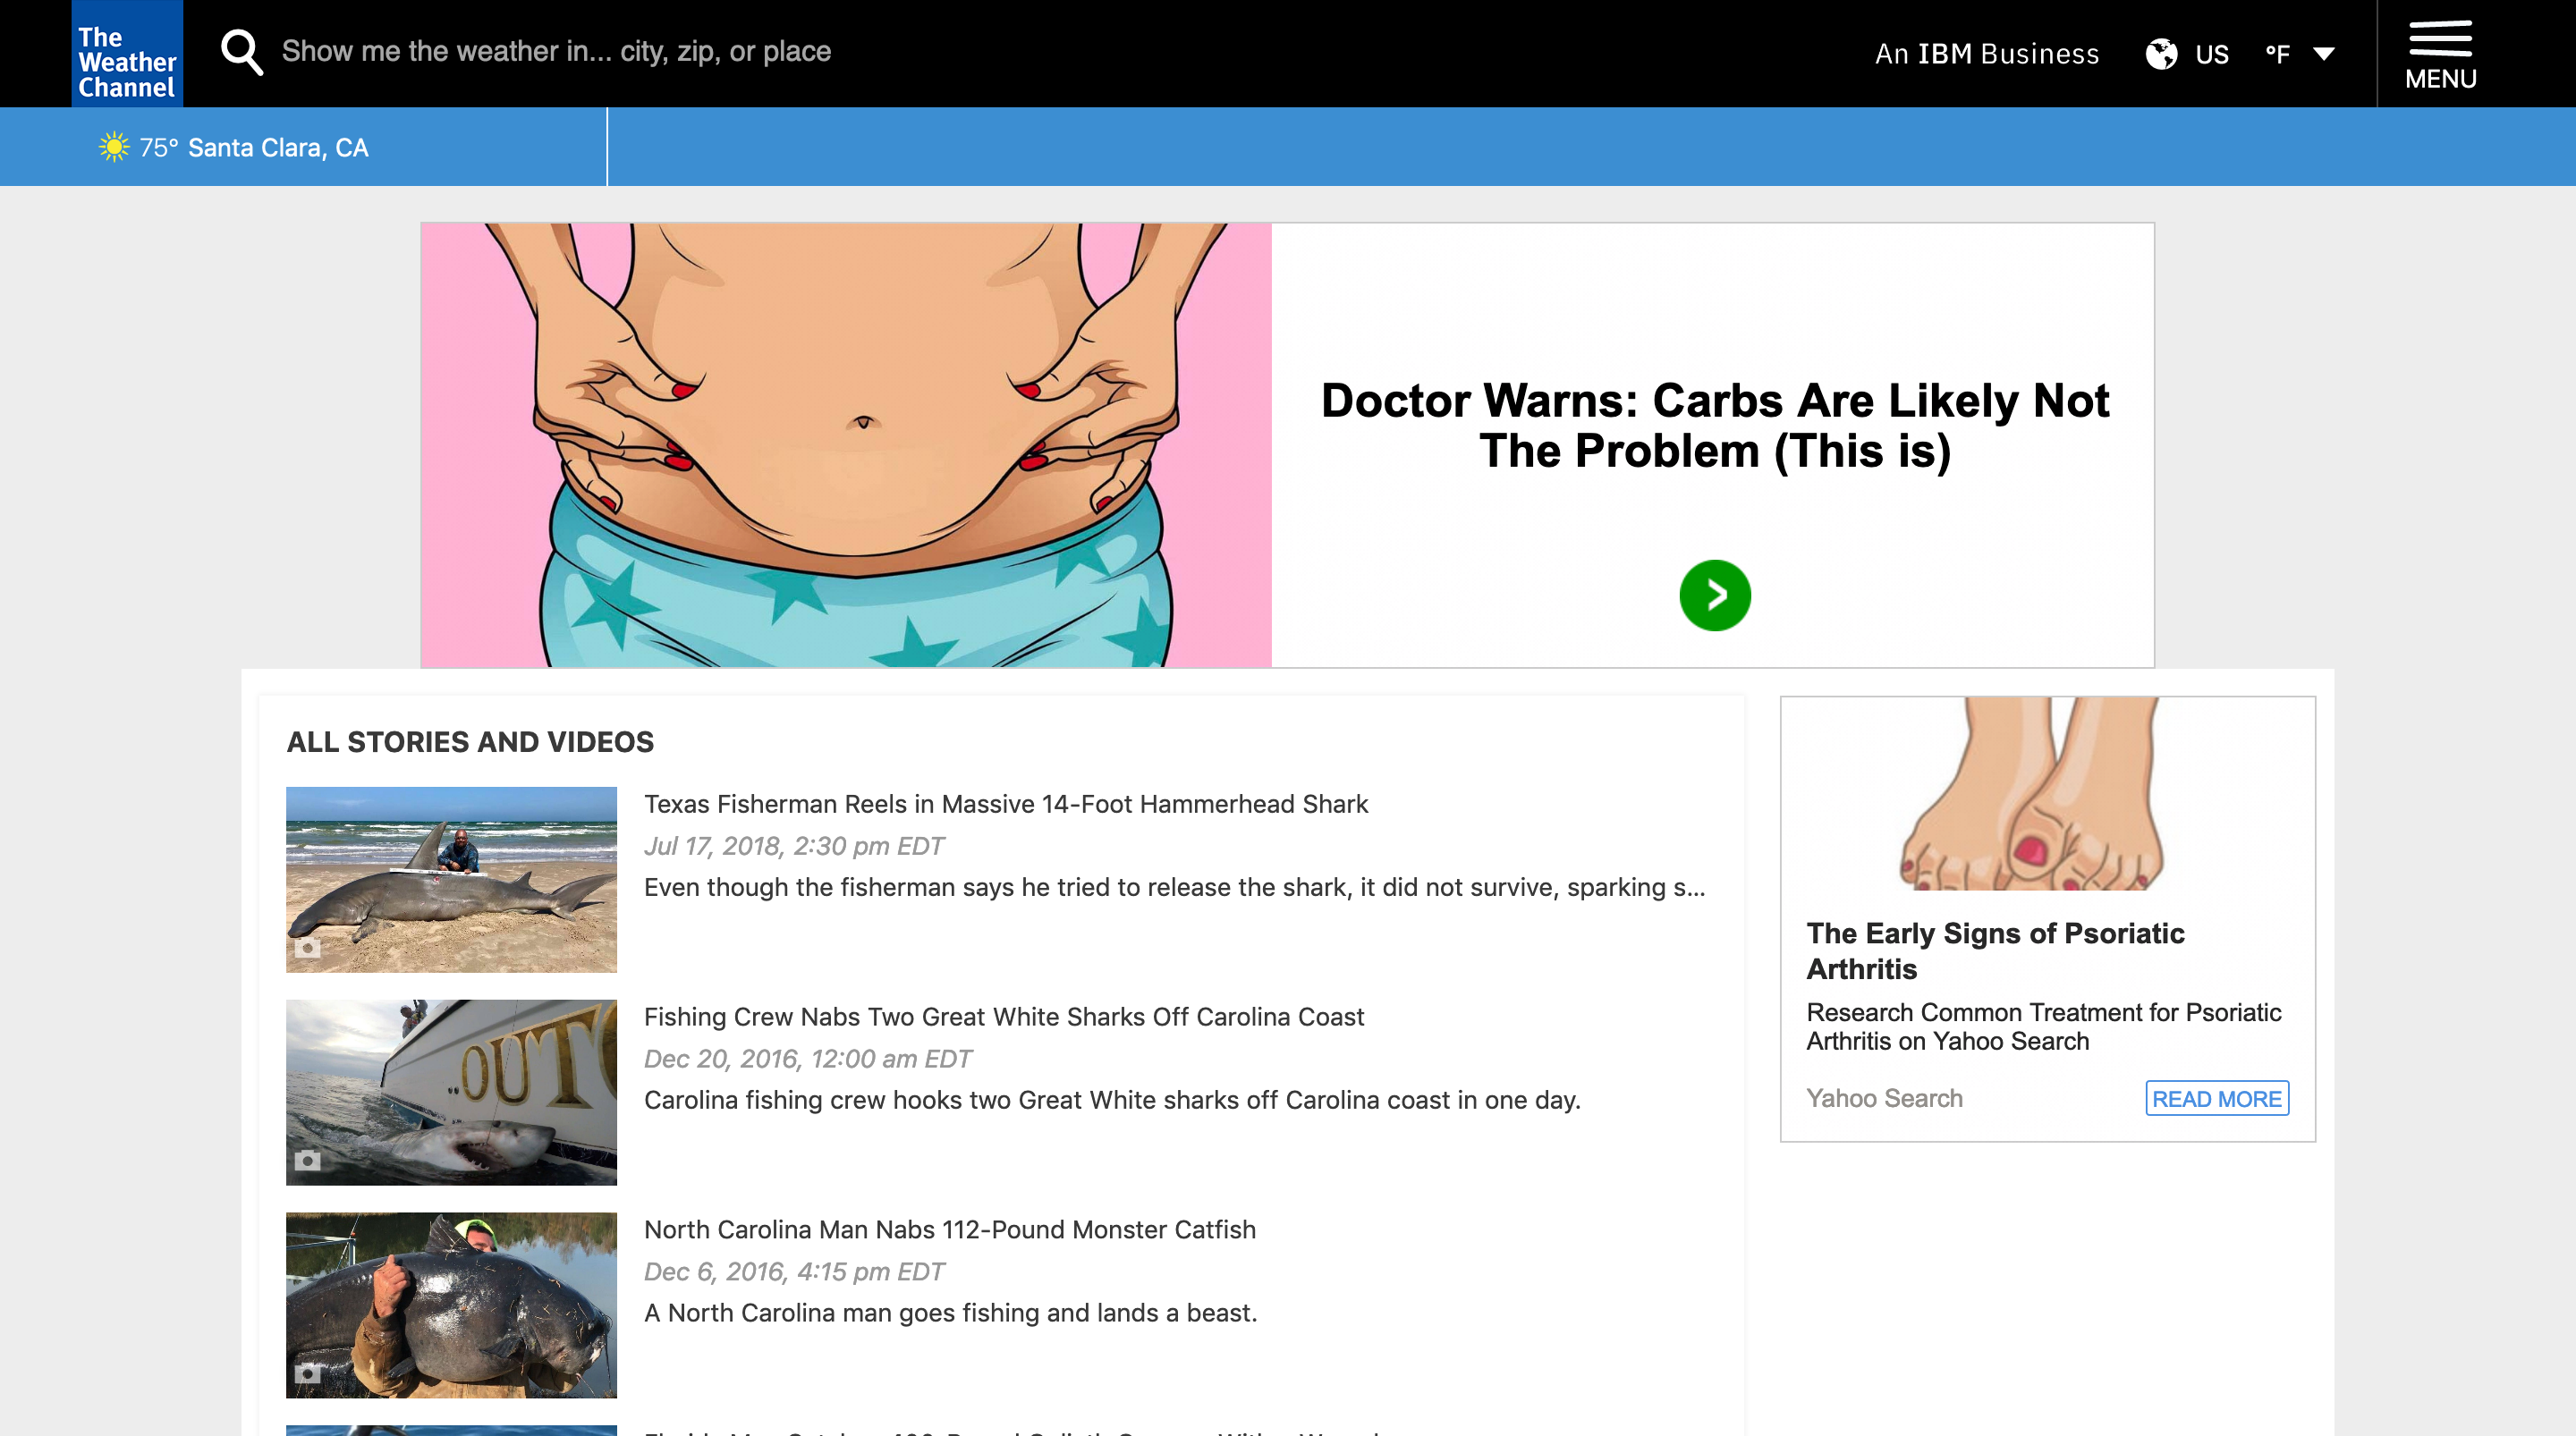 The
Weather
Channel
Show me the weather in... city, zip, or place
An IBM Business
US
°F
MENU
75° Santa Clara, CA
Doctor Warns: Carbs Are Likely Not
The Problem (This is)
ALL STORIES AND VIDEOS
Texas Fisherman Reels in Massive 14-Foot Hammerhead Shark
Jul 17, 2018, 2:30 pm EDT
Even though the fisherman says he tried to release the shark, it did not survive, sparking s...
OUT
Fishing Crew Nabs Two Great White Sharks Off Carolina Coast
Dec 20, 2016, 12:00 am EDT
Carolina fishing crew hooks two Great White sharks off Carolina coast in one day.
North Carolina Man Nabs 112-Pound Monster Catfish
Dec 6, 2016, 4:15 pm EDT
A North Carolina man goes fishing and lands a beast.
The Early Signs of Psoriatic
Arthritis
Research Common Treatment for Psoriatic
Arthritis on Yahoo Search
Yahoo Search
READ MORE